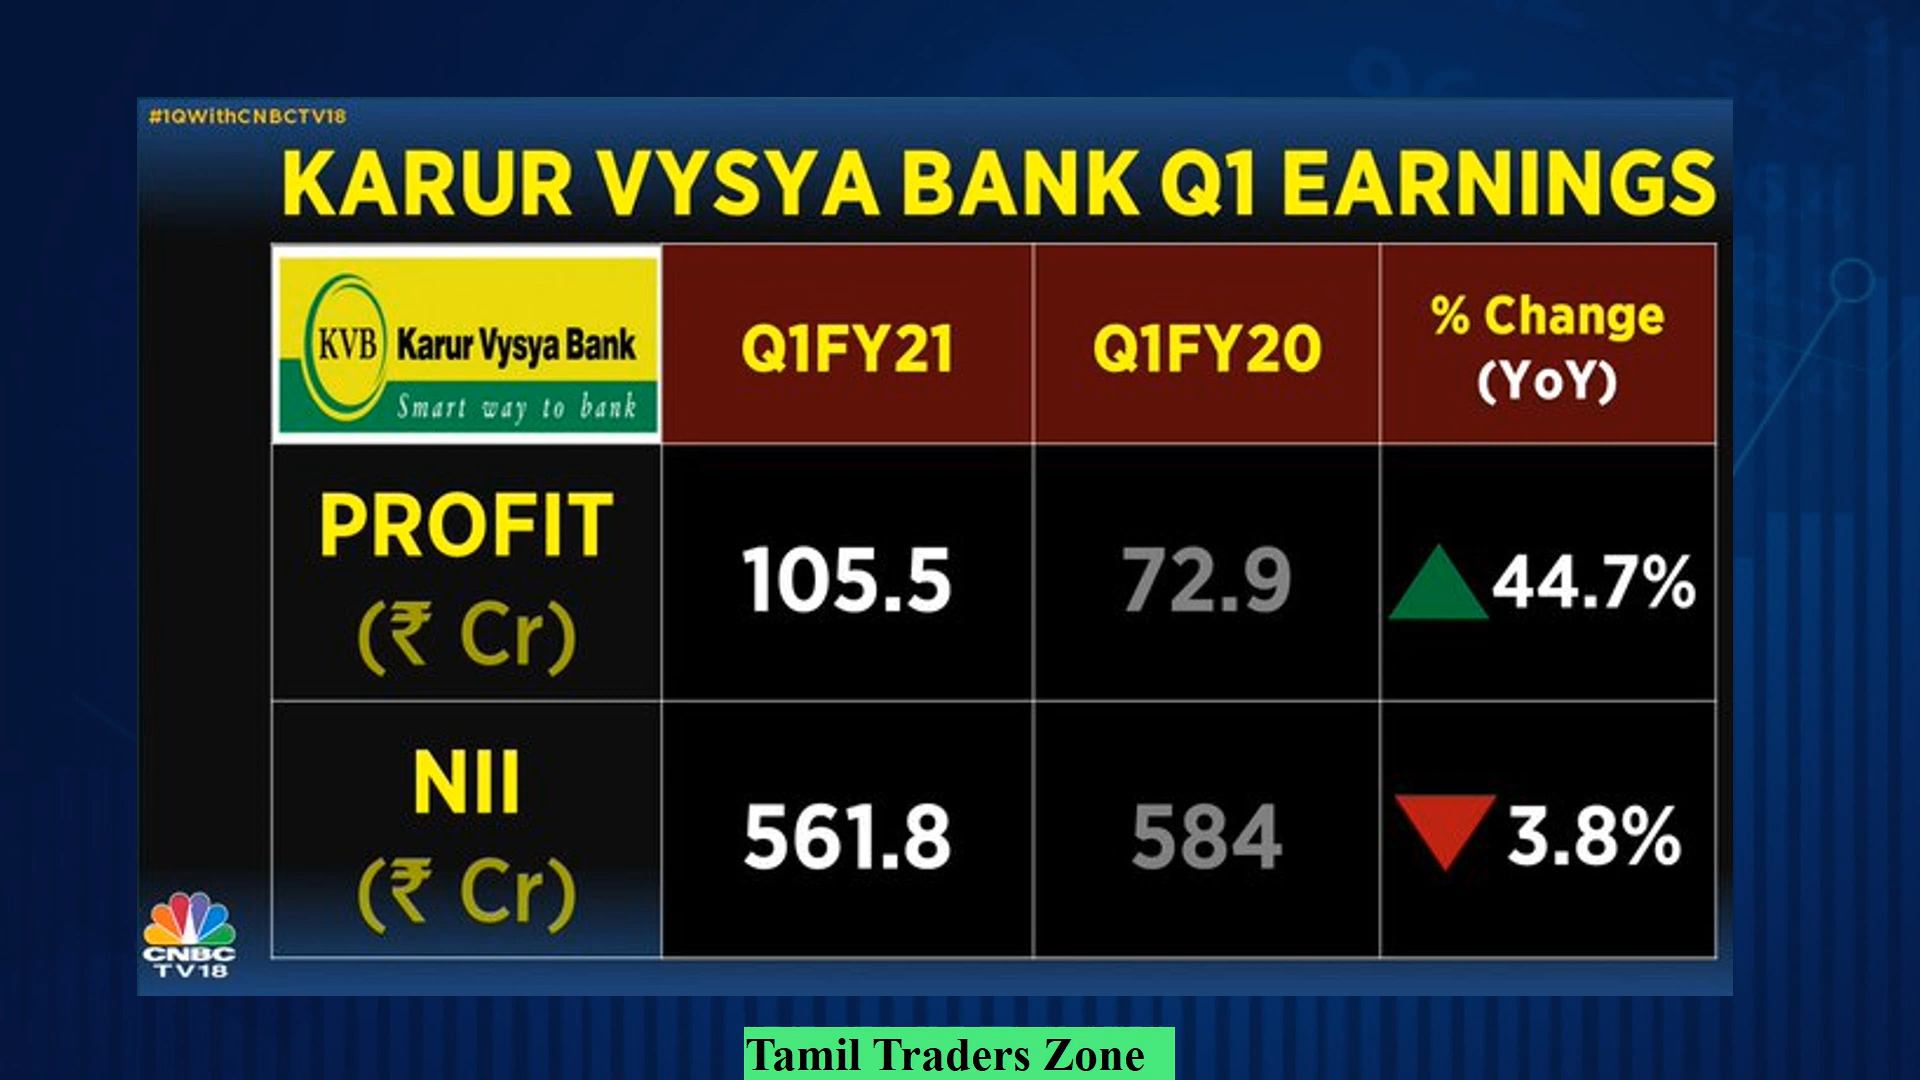 #1QWithCNBCTV18
KARUR VYSYA BANK Q1 EARNINGS
KVB Karur Vysya Bank
Smart way to bank
Q1FY21
Q1FY20
% Change
(YoY)
PROFIT
(₹ Cr)
105.5
72.9
44.7%
NII
(₹ Cr)
561.8
584
3.8%
CNBC
TV18
Tamil Traders Zone